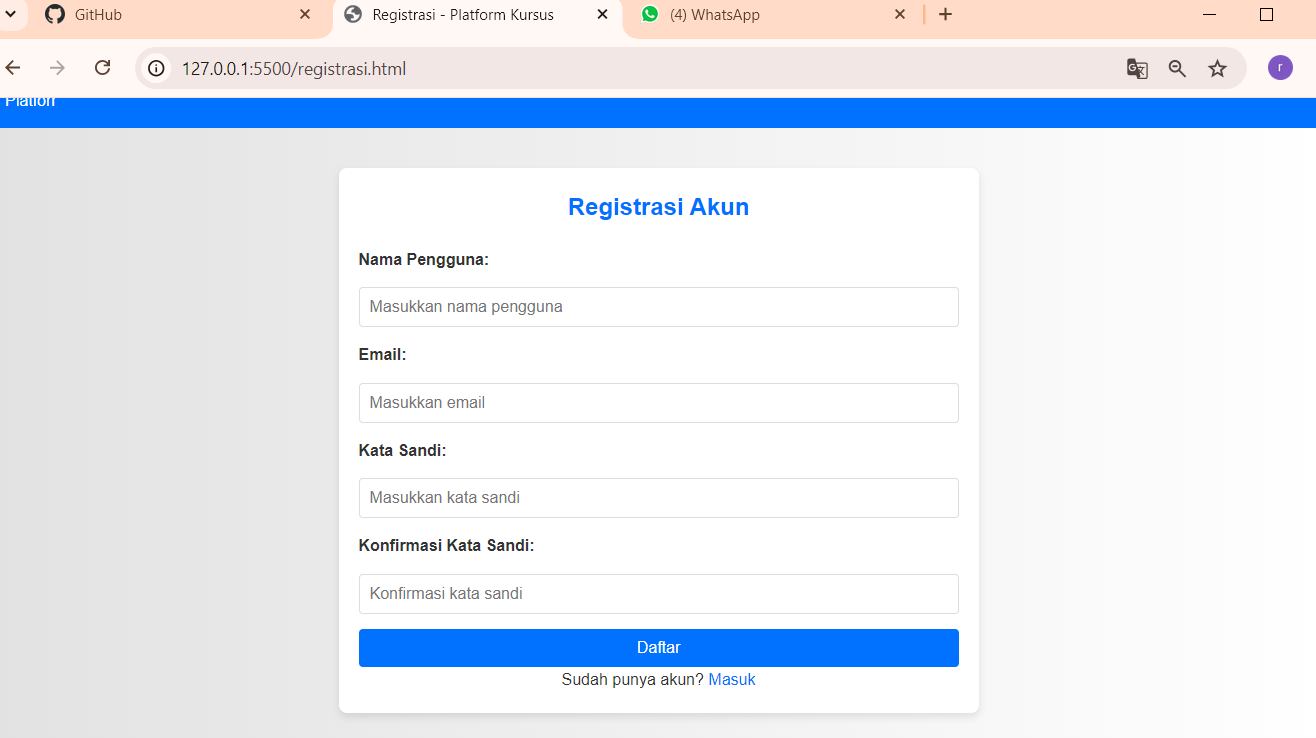 GitHub
Registrasi - Platform Kursus
(4) WhatsApp
127.0.0.1:5500/registrasi.html
r
Registrasi Akun
Nama Pengguna:
Masukkan nama pengguna
Email:
Masukkan email
Kata Sandi:
Masukkan kata sandi
Konfirmasi Kata Sandi:
Konfirmasi kata sandi
Daftar
Sudah punya akun? Masuk